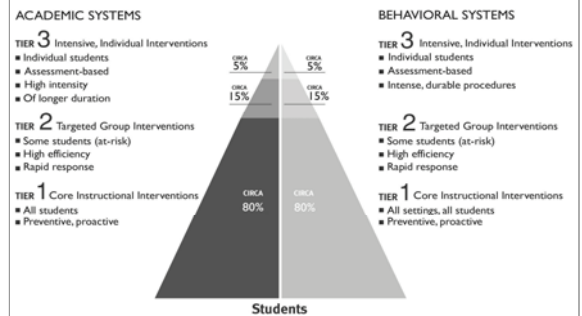 ACADEMIC SYSTEMS
TIER 3 Intensive, Individual Interventions
▪ Individual students
▪ Assessment-based
▪ High intensity
▪ Of longer duration
TIER 2 Targeted Group Interventions
▪ Some students (at-risk)
▪ High efficiency
▪ Rapid response
TIER 1 Core Instructional Interventions
▪ All students
▪ Preventive, proactive
CIRCA
5%
CIRCA
15%
CIRCA
80%
CIRCA
5%
CIRCA
15%
CIRCA
80%
Students
BEHAVIORAL SYSTEMS
TIER 3 Intensive, Individual Interventions
▪ Individual students
▪ Assessment-based
▪ Intense, durable procedures
TIER 2 Targeted Group Interventions
▪ Some students (at-risk)
▪ High efficiency
▪ Rapid response
TIER 1 Core Instructional Interventions
▪ All settings, all students
▪ Preventive, proactive